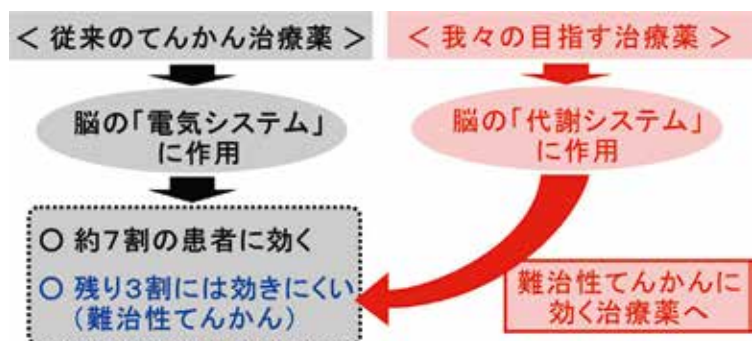 ＜ 従来のてんかん治療薬 ＞
脳の「電気システム」
に作用
○ 約7割の患者に効く
○ 残り3割には効きにくい
（難治性てんかん）
＜ 我々の目指す治療薬 ＞
脳の「代謝システム」
に作用
難治性てんかんに
効く治療薬へ